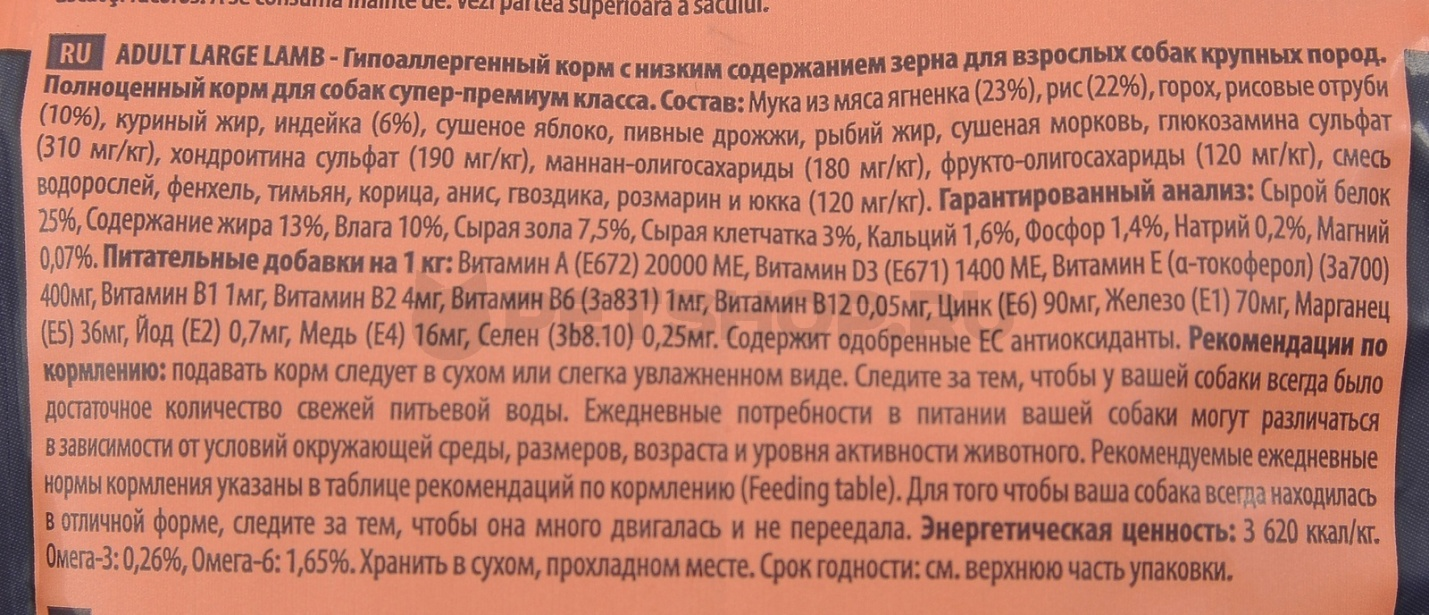 se consuma înainte de: vezi partea superioară a sacului.
RU ADULT LARGE LAMB - Гипоаллергенный корм с низким содержанием зерна для взрослых собак крупных пород.
Полноценный корм для собак супер-премиум класса. Состав: Мука из мяса ягненка (23%), рис (22%), горох, рисовые отруби
(10%), куриный жир, индейка (6%), сушеное яблоко, пивные дрожжи, рыбий жир, сушеная морковь, глюкозамина сульфат
(310 мг/кг), хондроитина сульфат (190 мг/кг), маннан-олигосахариды (180 мг/кг), фрукто-олигосахариды (120 мг/кг), смесь
водорослей, фенхель, тимьян, корица, анис, гвоздика, розмарин и юкка (120 мг/кг). Гарантированный анализ: Сырой белок
25%, Содержание жира 13%, Влага 10%, Сырая зола 7,5%, Сырая клетчатка 3%, Кальций 1,6%, Фосфор 1,4%, Натрий 0,2%, Магний
0,07%. Питательные добавки на 1 кг: Витамин А (Е672) 20000 МЕ, Витамин D3 (Е671) 1400 МЕ, Витамин Е (α-токоферол) (3a700)
400мг, Витамин В1 1мг, Витамин В2 4мг, Витамин В6 (3a831) 1мг, Витамин В12 0,05мг, Цинк (Е6) 90мг, Железо (Е1) 70мг, Марганец
(Е5) 36мг, Йод (Е2) 0,7мг, Медь (Е4) 16мг, Селен (3b8.10) 0,25мг. Содержит одобренные ЕС антиоксиданты. Рекомендации по
кормлению: подавать корм следует в сухом или слегка увлажненном виде. Следите за тем, чтобы у вашей собаки всегда было
достаточное количество свежей питьевой воды. Ежедневные потребности в питании вашей собаки могут различаться
в зависимости от условий окружающей среды, размеров, возраста и уровня активности животного. Рекомендуемые ежедневные
нормы кормления указаны в таблице рекомендаций по кормлению (Feeding table). Для того чтобы ваша собака всегда находилась
в отличной форме, следите за тем, чтобы она много двигалась и не переедала. Энергетическая ценность: 3 620 ккал/кг.
Омега-3: 0,26%, Омега-6: 1,65%. Хранить в сухом, прохладном месте. Срок годности: см. верхнюю часть упаковки.
PETSHOP.RU